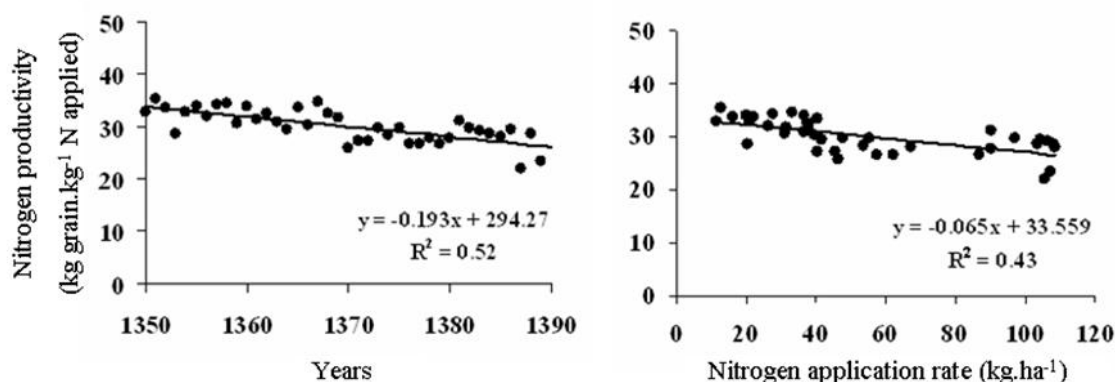 Nitrogen productivity
(kg grain.kg⁻¹ N applied)
50
40
30
20
10
0
y = -0.193x + 294.27
R² = 0.52
1350 1360 1370 1380 1390
Years
50
40
30
20
10
0
y = -0.065x + 33.559
R² = 0.43
0 20 40 60 80 100 120
Nitrogen application rate (kg.ha⁻¹)